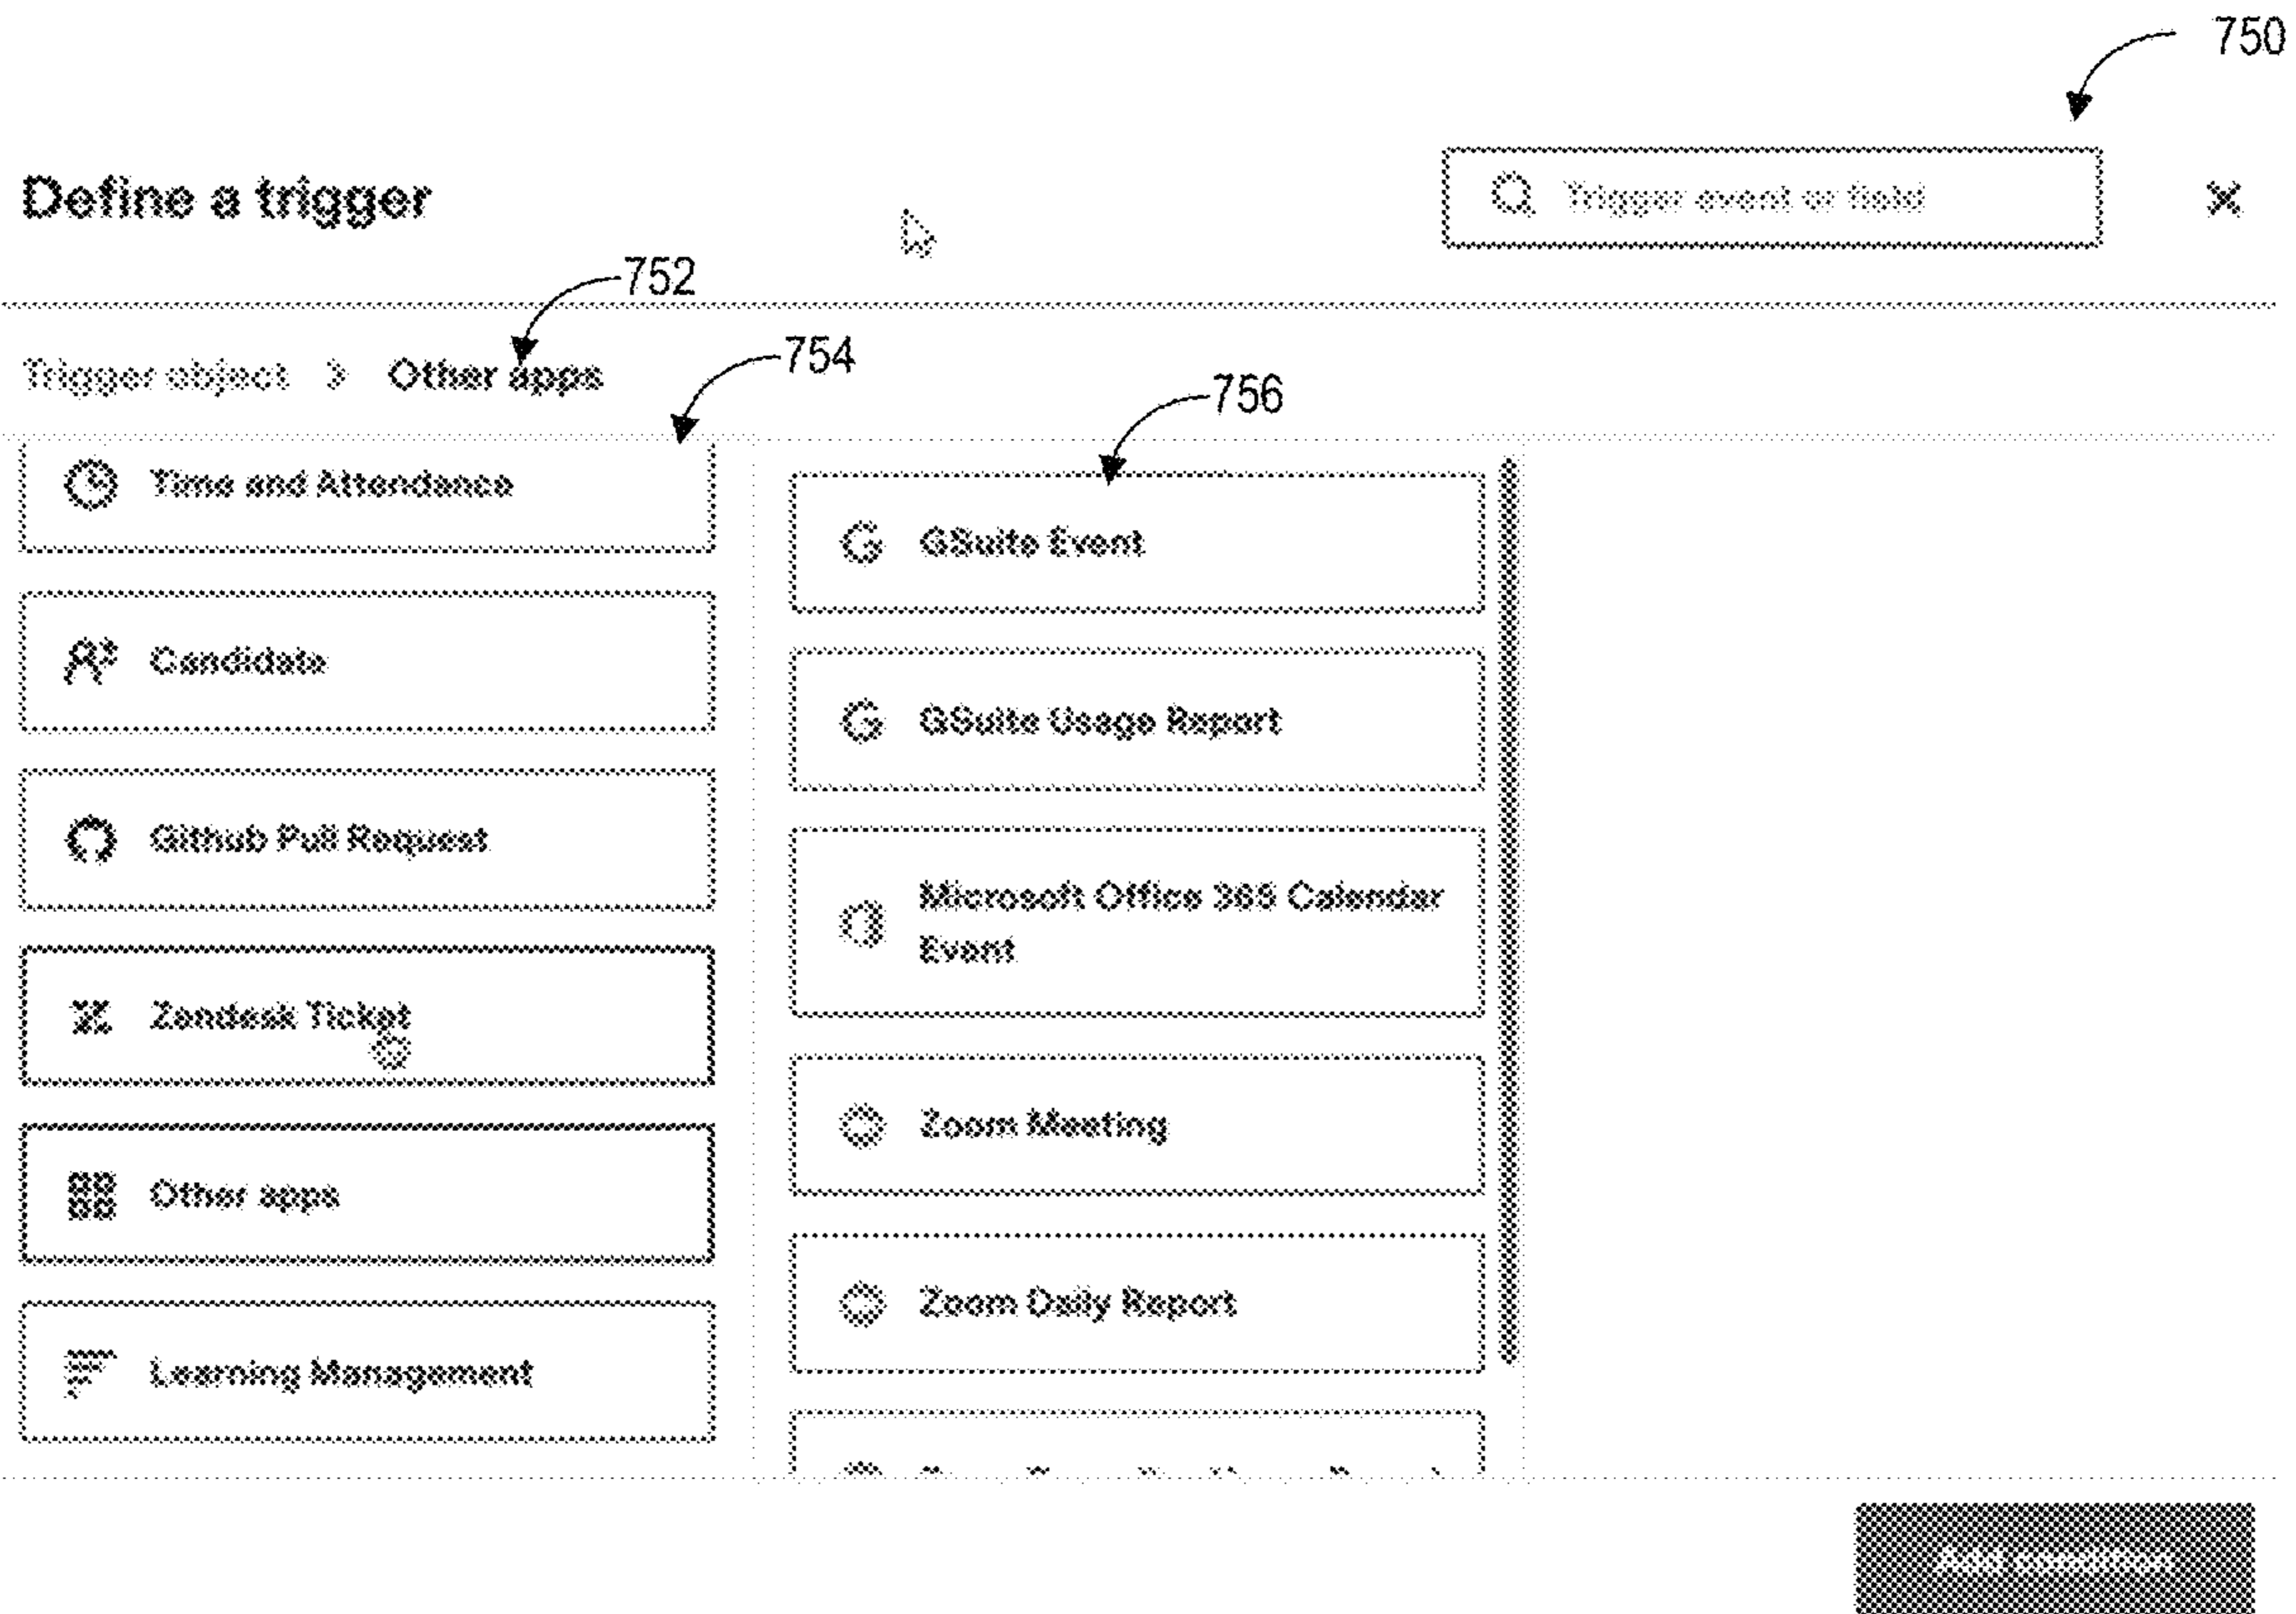 750
Define a trigger
Trigger event or field
752
Trigger object > Other apps
754
756
Time and Attendance
Candidate
Github Pull Request
Zendesk Ticket
Other apps
Learning Management
GSuite Event
GSuite Usage Report
Microsoft Office 365 Calendar
Event
Zoom Meeting
Zoom Daily Report
Add condition